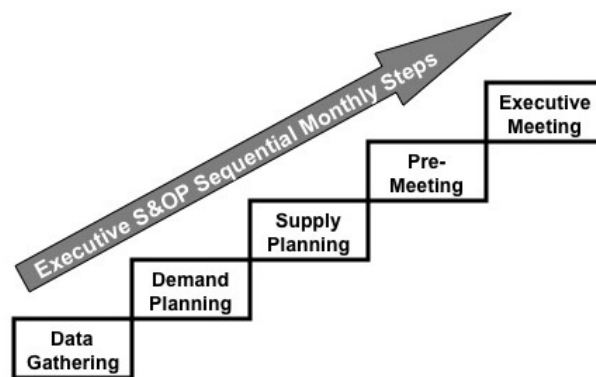 Executive S&OP Sequential Monthly Steps
Executive
Meeting
Pre-
Meeting
Supply
Planning
Demand
Planning
Data
Gathering